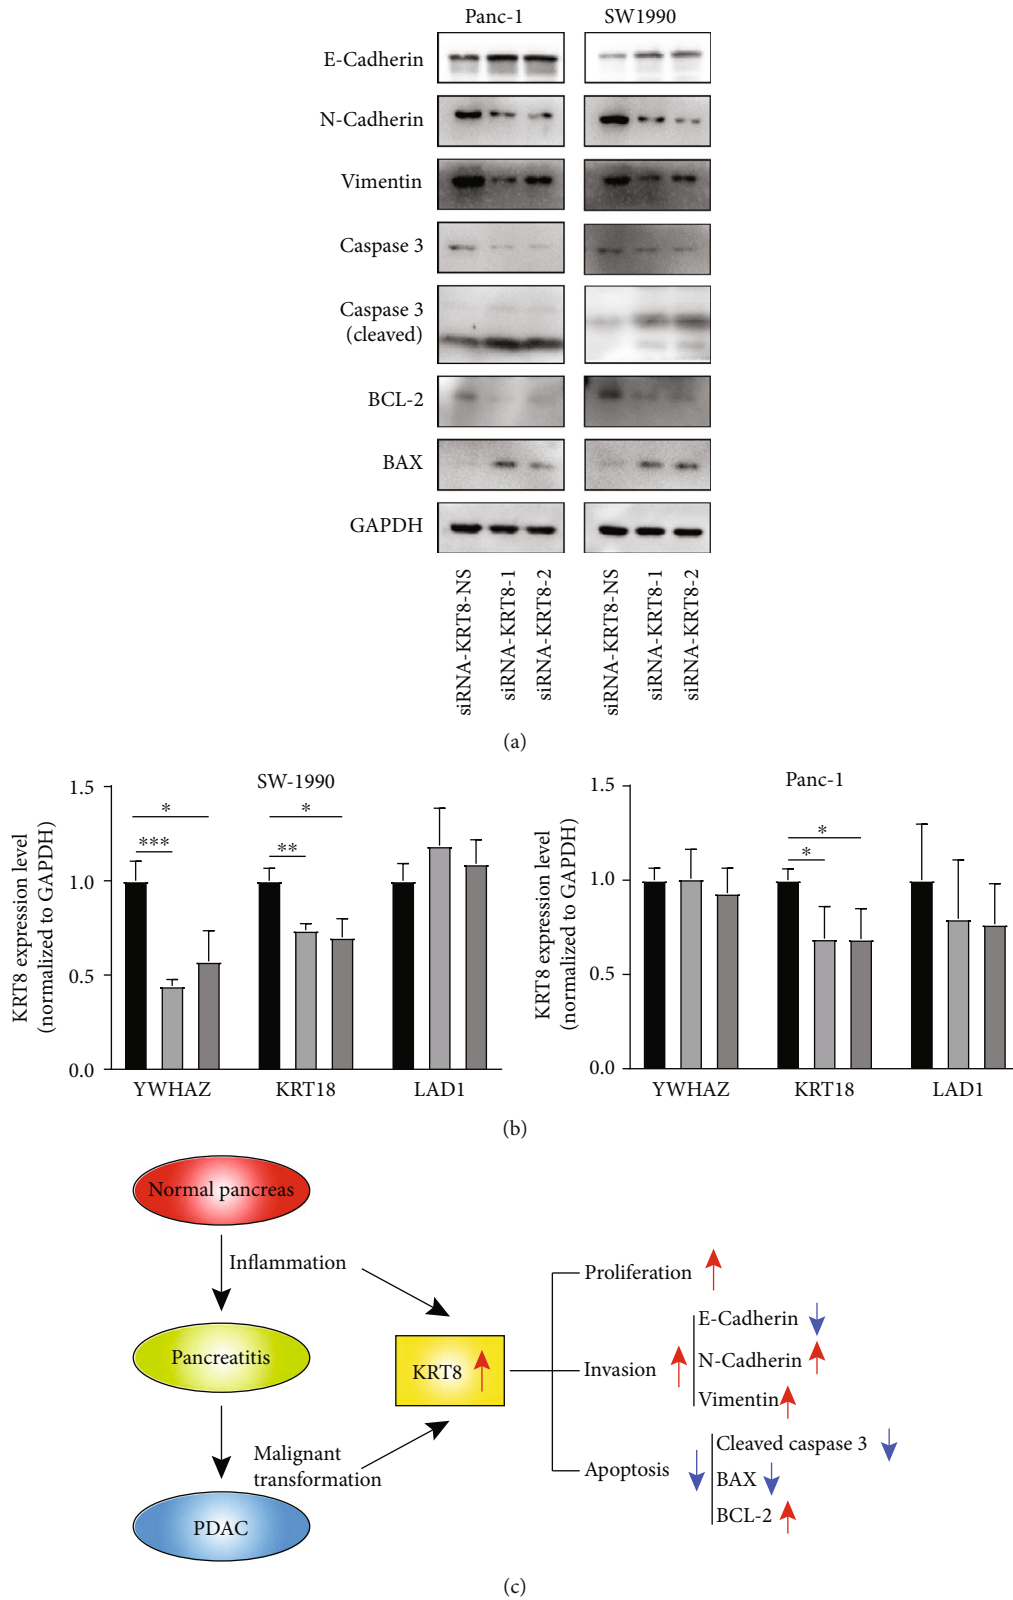 Panc-1
SW1990
E-Cadherin
N-Cadherin
Vimentin
Caspase 3
Caspase 3
(cleaved)
BCL-2
BAX
GAPDH
siRNA-KRT8-NS
siRNA-KRT8-1
siRNA-KRT8-2
siRNA-KRT8-NS
siRNA-KRT8-1
siRNA-KRT8-2
(a)
SW-1990
KRT8 expression level
(normalized to GAPDH)
1.5
1.0
0.5
0.0
*
***
*
**
YWHAZ
KRT18
LAD1
Panc-1
KRT8 expression level
(normalized to GAPDH)
1.5
1.0
0.5
0.0
*
*
YWHAZ
KRT18
LAD1
(b)
Normal pancreas
Inflammation
Pancreatitis
Malignant
transformation
PDAC
KRT8
Proliferation
Invasion
E-Cadherin
N-Cadherin
Vimentin
Apoptosis
Cleaved caspase 3
BAX
BCL-2
(c)